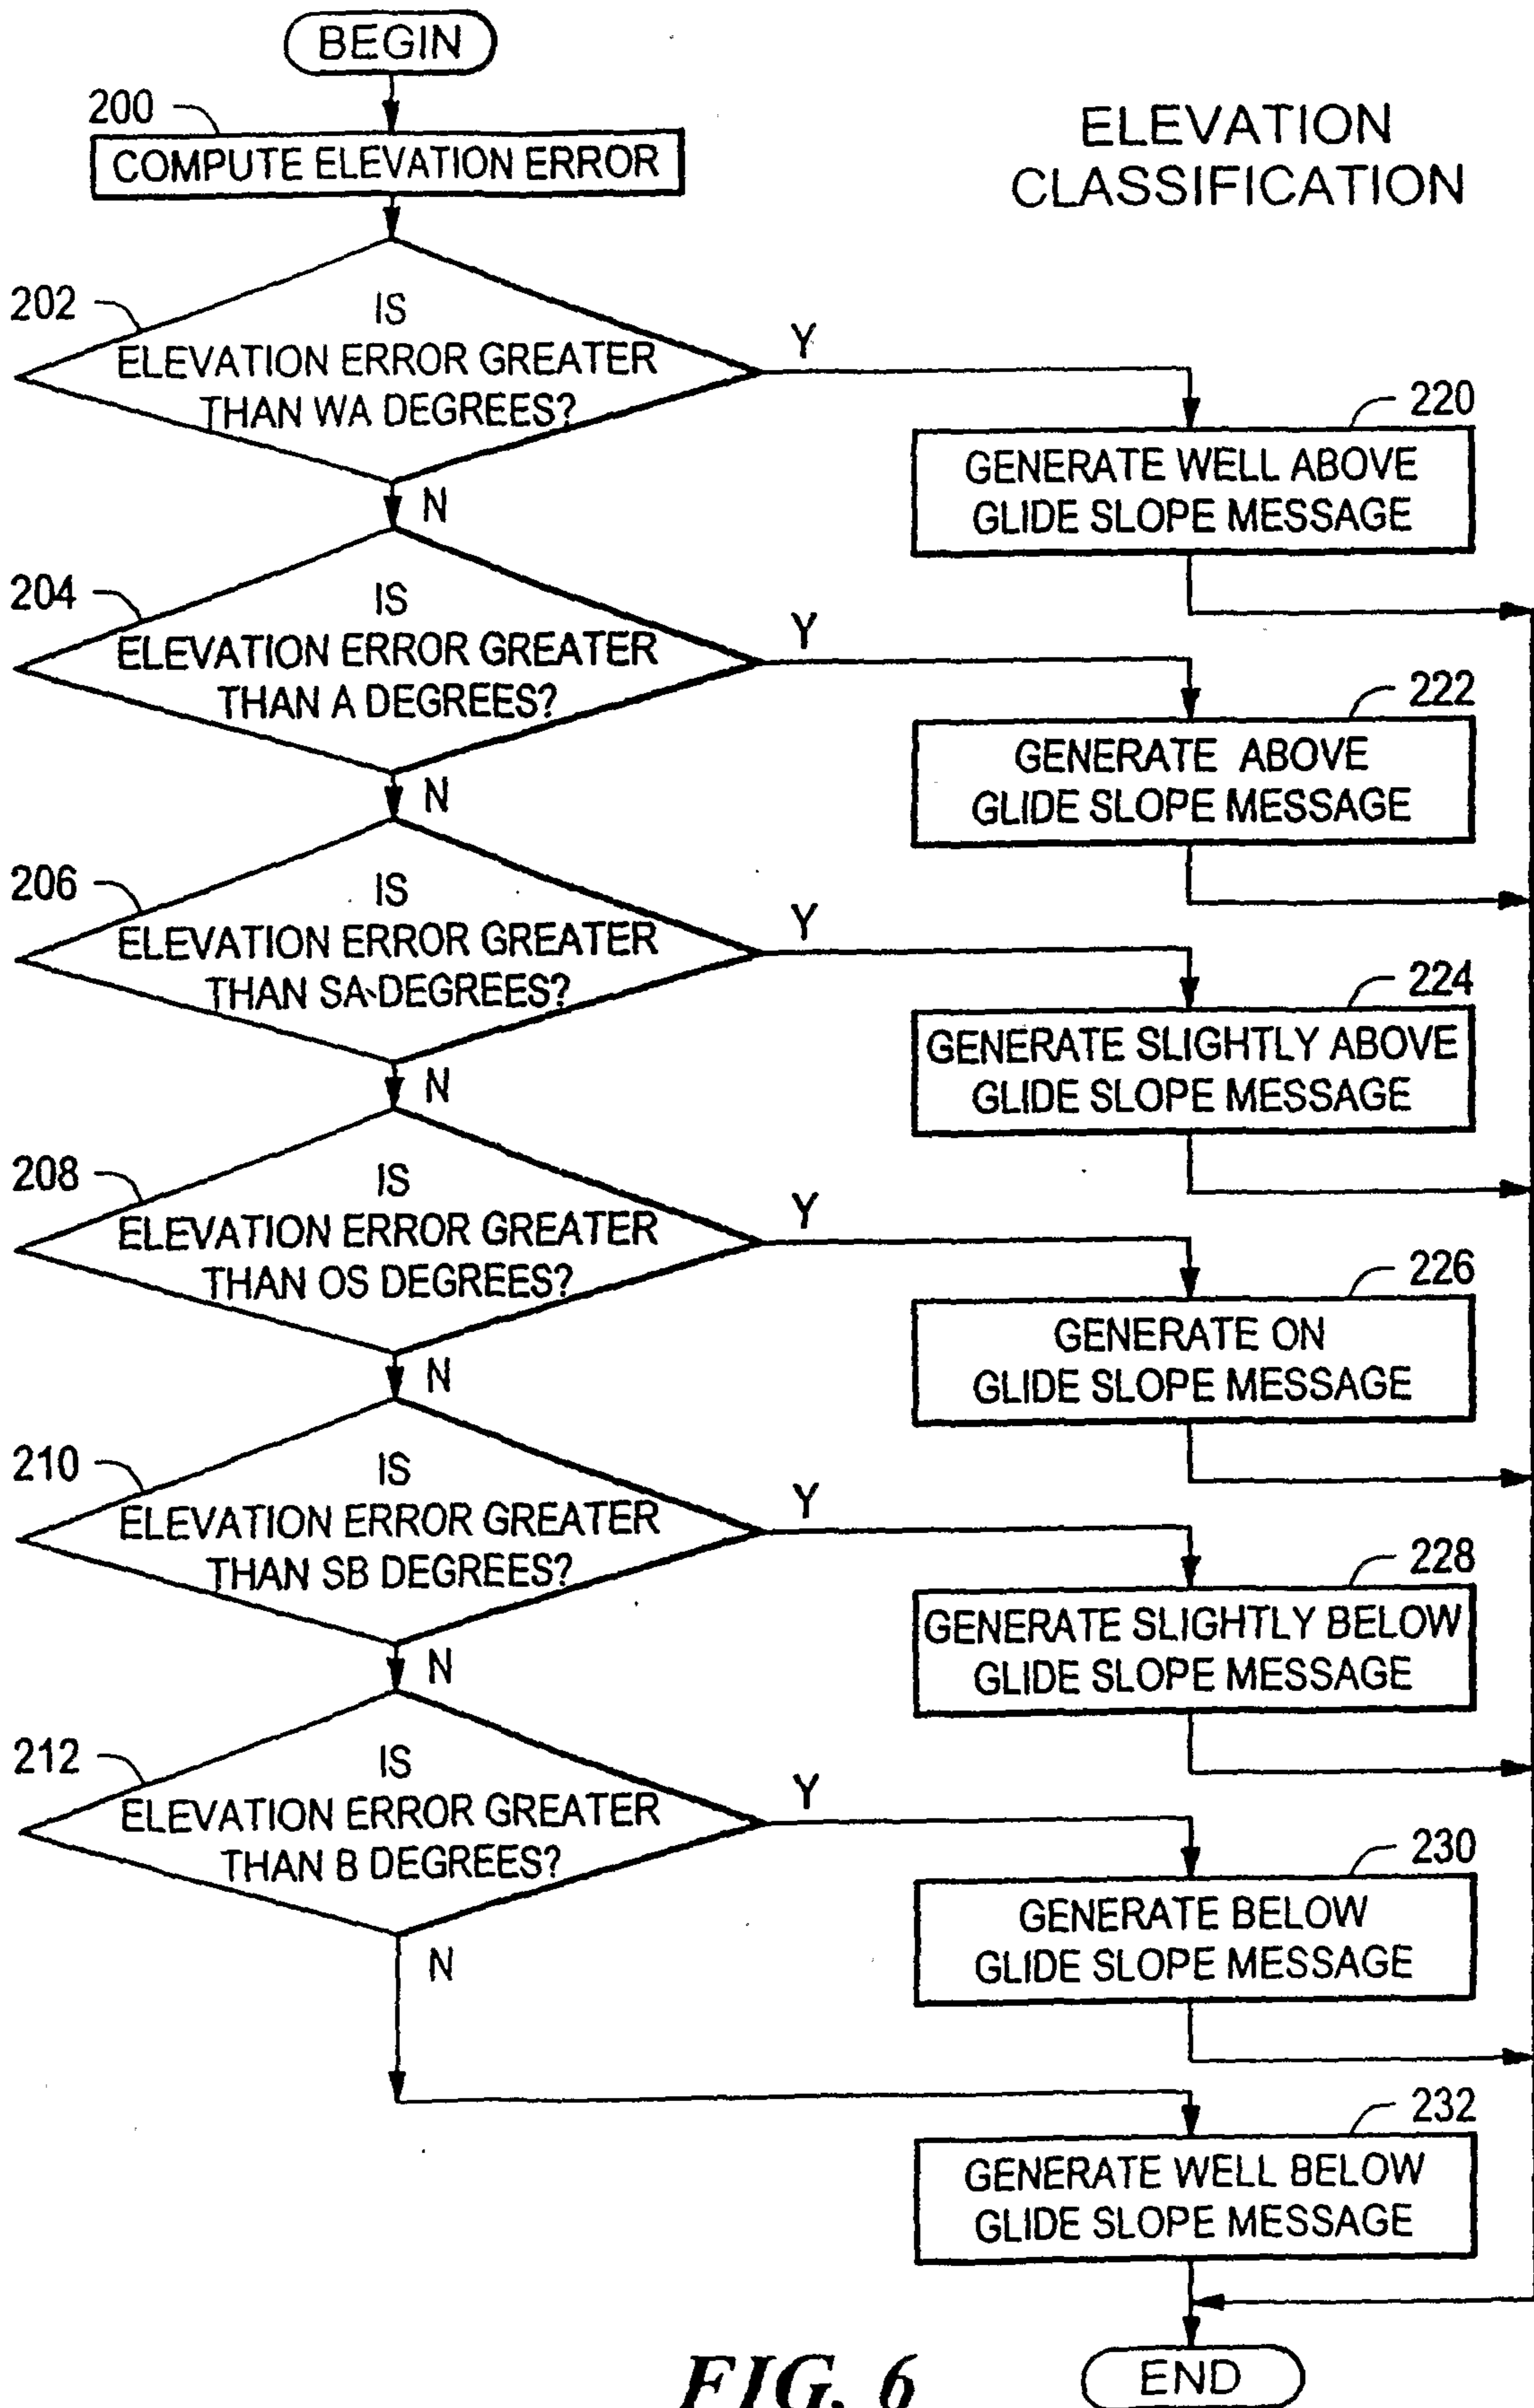 BEGIN
200
COMPUTE ELEVATION ERROR
ELEVATION
CLASSIFICATION
202
IS
ELEVATION ERROR GREATER
THAN WA DEGREES?
Y
N
220
GENERATE WELL ABOVE
GLIDE SLOPE MESSAGE
204
IS
ELEVATION ERROR GREATER
THAN A DEGREES?
Y
N
222
GENERATE ABOVE
GLIDE SLOPE MESSAGE
206
IS
ELEVATION ERROR GREATER
THAN SA DEGREES?
Y
N
224
GENERATE SLIGHTLY ABOVE
GLIDE SLOPE MESSAGE
208
IS
ELEVATION ERROR GREATER
THAN OS DEGREES?
Y
N
226
GENERATE ON
GLIDE SLOPE MESSAGE
210
IS
ELEVATION ERROR GREATER
THAN SB DEGREES?
Y
N
228
GENERATE SLIGHTLY BELOW
GLIDE SLOPE MESSAGE
212
IS
ELEVATION ERROR GREATER
THAN B DEGREES?
Y
N
230
GENERATE BELOW
GLIDE SLOPE MESSAGE
232
GENERATE WELL BELOW
GLIDE SLOPE MESSAGE
END
FIG. 6